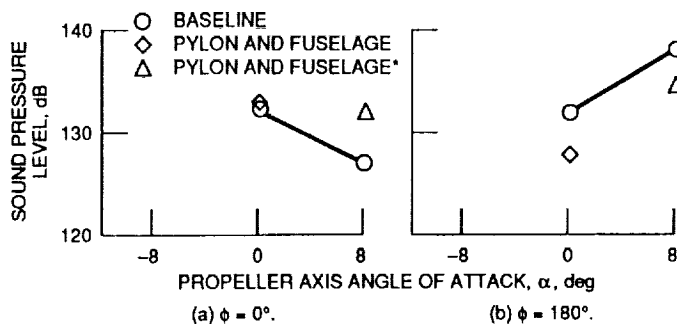 BASELINE
PYLON AND FUSELAGE
PYLON AND FUSELAGE*
140
130
120
SOUND PRESSURE
LEVEL, dB
-8 0 8 -8 0 8
PROPELLER AXIS ANGLE OF ATTACK, α, deg
(a) ϕ = 0°. (b) ϕ = 180°.